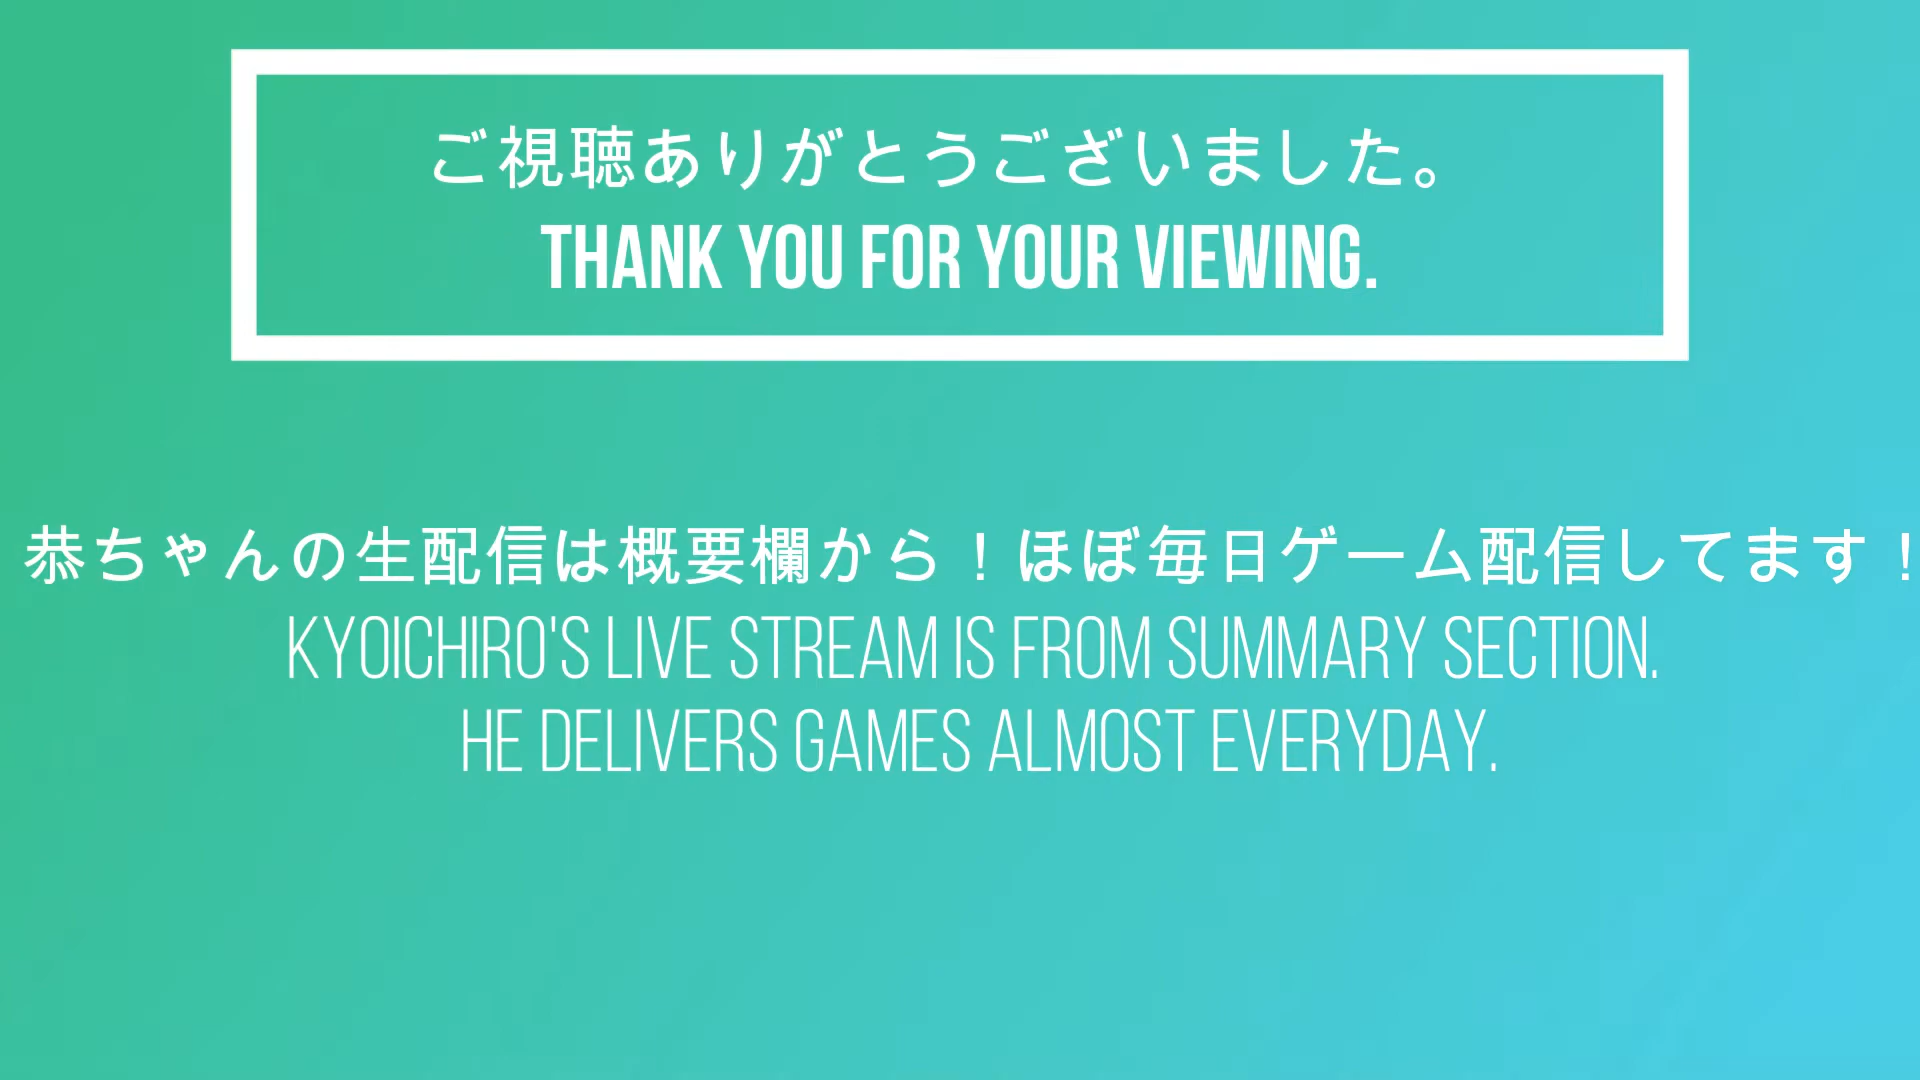 ご視聴ありがとうございました。
THANK YOU FOR YOUR VIEWING.
恭ちゃんの生配信は概要欄から！ほぼ毎日ゲーム配信してます！
KYOICHIRO'S LIVE STREAM IS FROM SUMMARY SECTION.
HE DELIVERS GAMES ALMOST EVERYDAY.